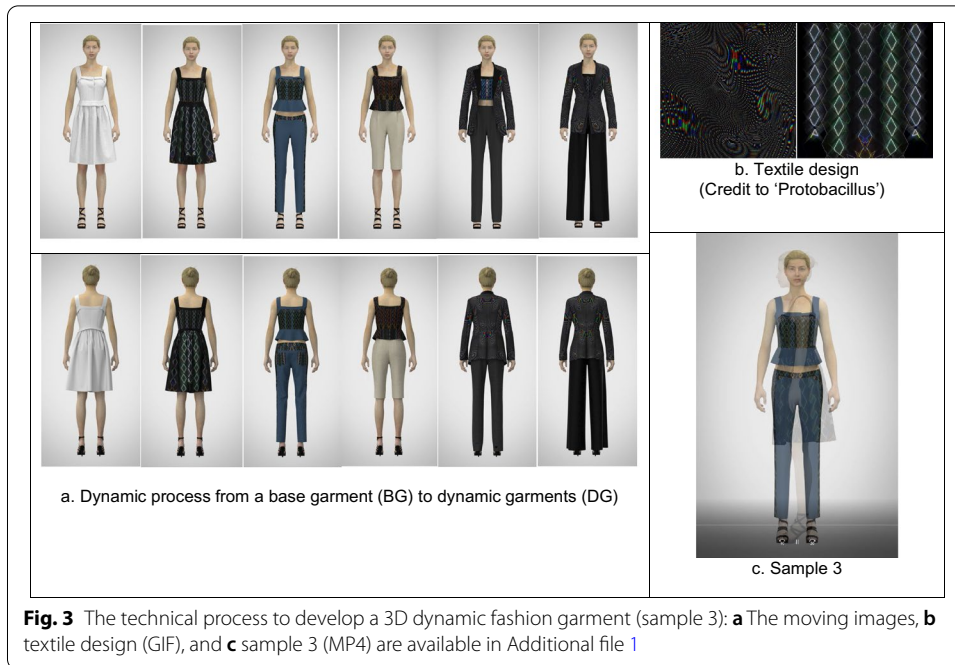 b. Textile design
(Credit to 'Protobacillus')
a. Dynamic process from a base garment (BG) to dynamic garments (DG)
c. Sample 3
Fig. 3 The technical process to develop a 3D dynamic fashion garment (sample 3): a The moving images, b
textile design (GIF), and c sample 3 (MP4) are available in Additional file 1